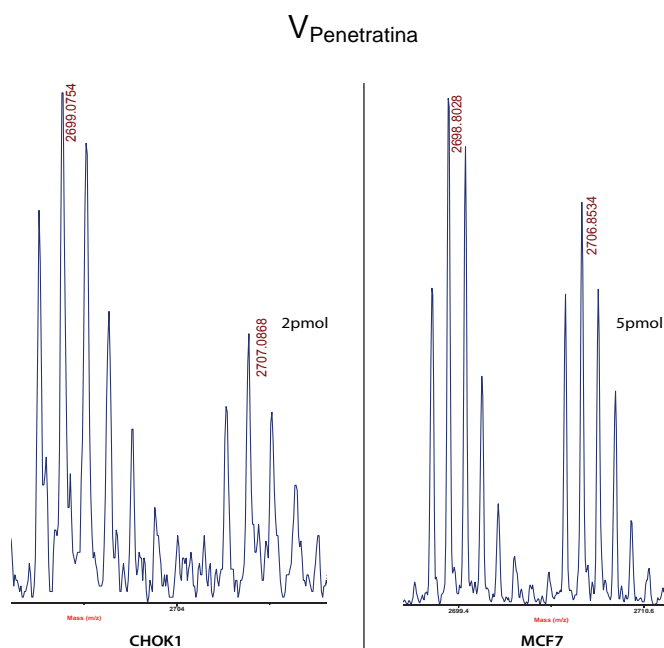 VPenetratina
2699.0754
2707.0868
2pmol
2704
Mass (m/z)
CHOK1
2698.8028
2706.8534
5pmol
2699.4
2710.6
Mass (m/z)
MCF7